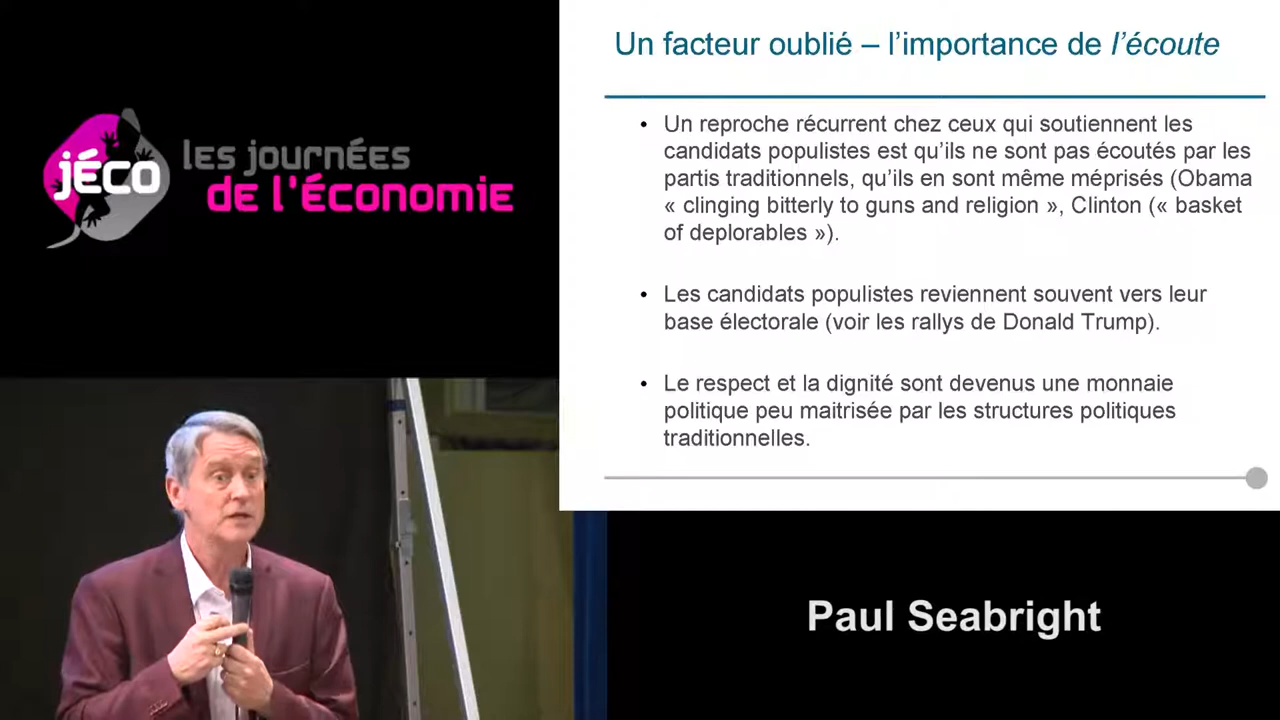 jéco
les journées
de l'économie
Un facteur oublié – l'importance de l'écoute
• Un reproche récurrent chez ceux qui soutiennent les
candidats populistes est qu'ils ne sont pas écoutés par les
partis traditionnels, qu'ils en sont même méprisés (Obama
« clinging bitterly to guns and religion », Clinton (« basket
of deplorables »).
• Les candidats populistes reviennent souvent vers leur
base électorale (voir les rallys de Donald Trump).
• Le respect et la dignité sont devenus une monnaie
politique peu maitrisée par les structures politiques
traditionnelles.
Paul Seabright